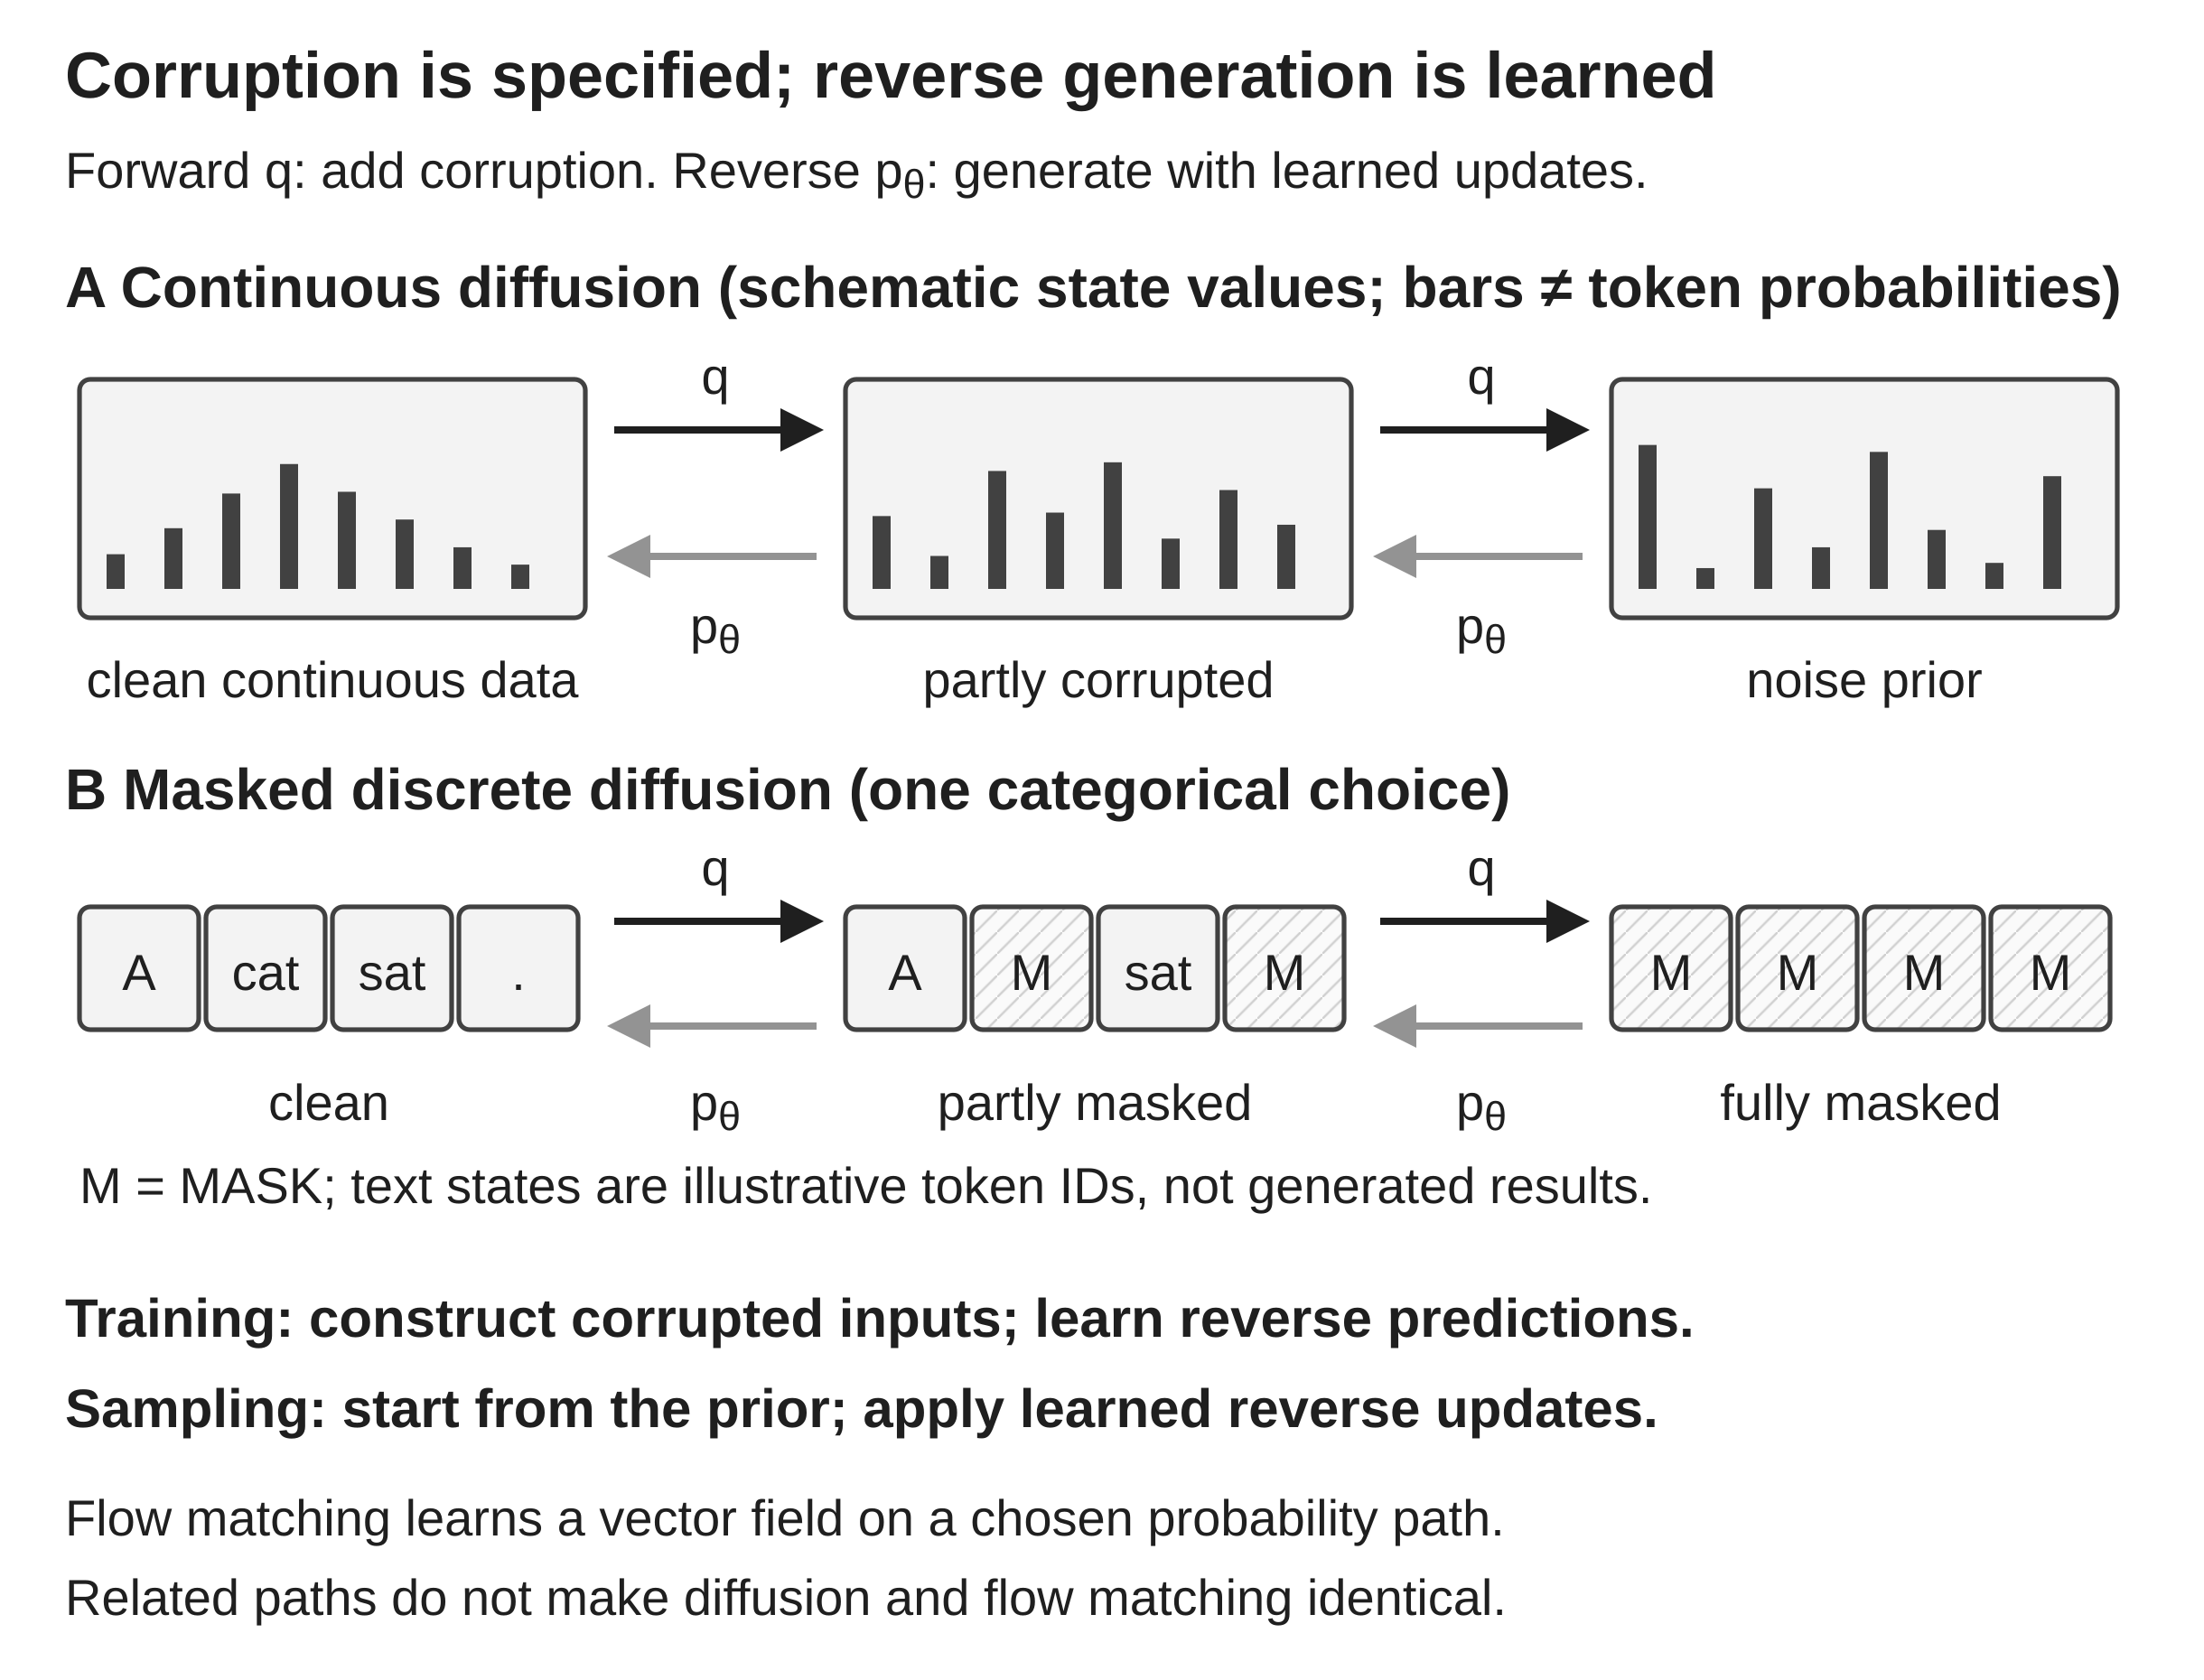 Corruption is specified; reverse generation is learned
Forward q: add corruption. Reverse pθ: generate with learned updates.
A Continuous diffusion (schematic state values; bars ≠ token probabilities)
q q
pθ pθ
clean continuous data partly corrupted noise prior
B Masked discrete diffusion (one categorical choice)
q q
A cat sat . A M sat M M M M M
clean pθ partly masked pθ fully masked
M = MASK; text states are illustrative token IDs, not generated results.
Training: construct corrupted inputs; learn reverse predictions.
Sampling: start from the prior; apply learned reverse updates.
Flow matching learns a vector field on a chosen probability path.
Related paths do not make diffusion and flow matching identical.